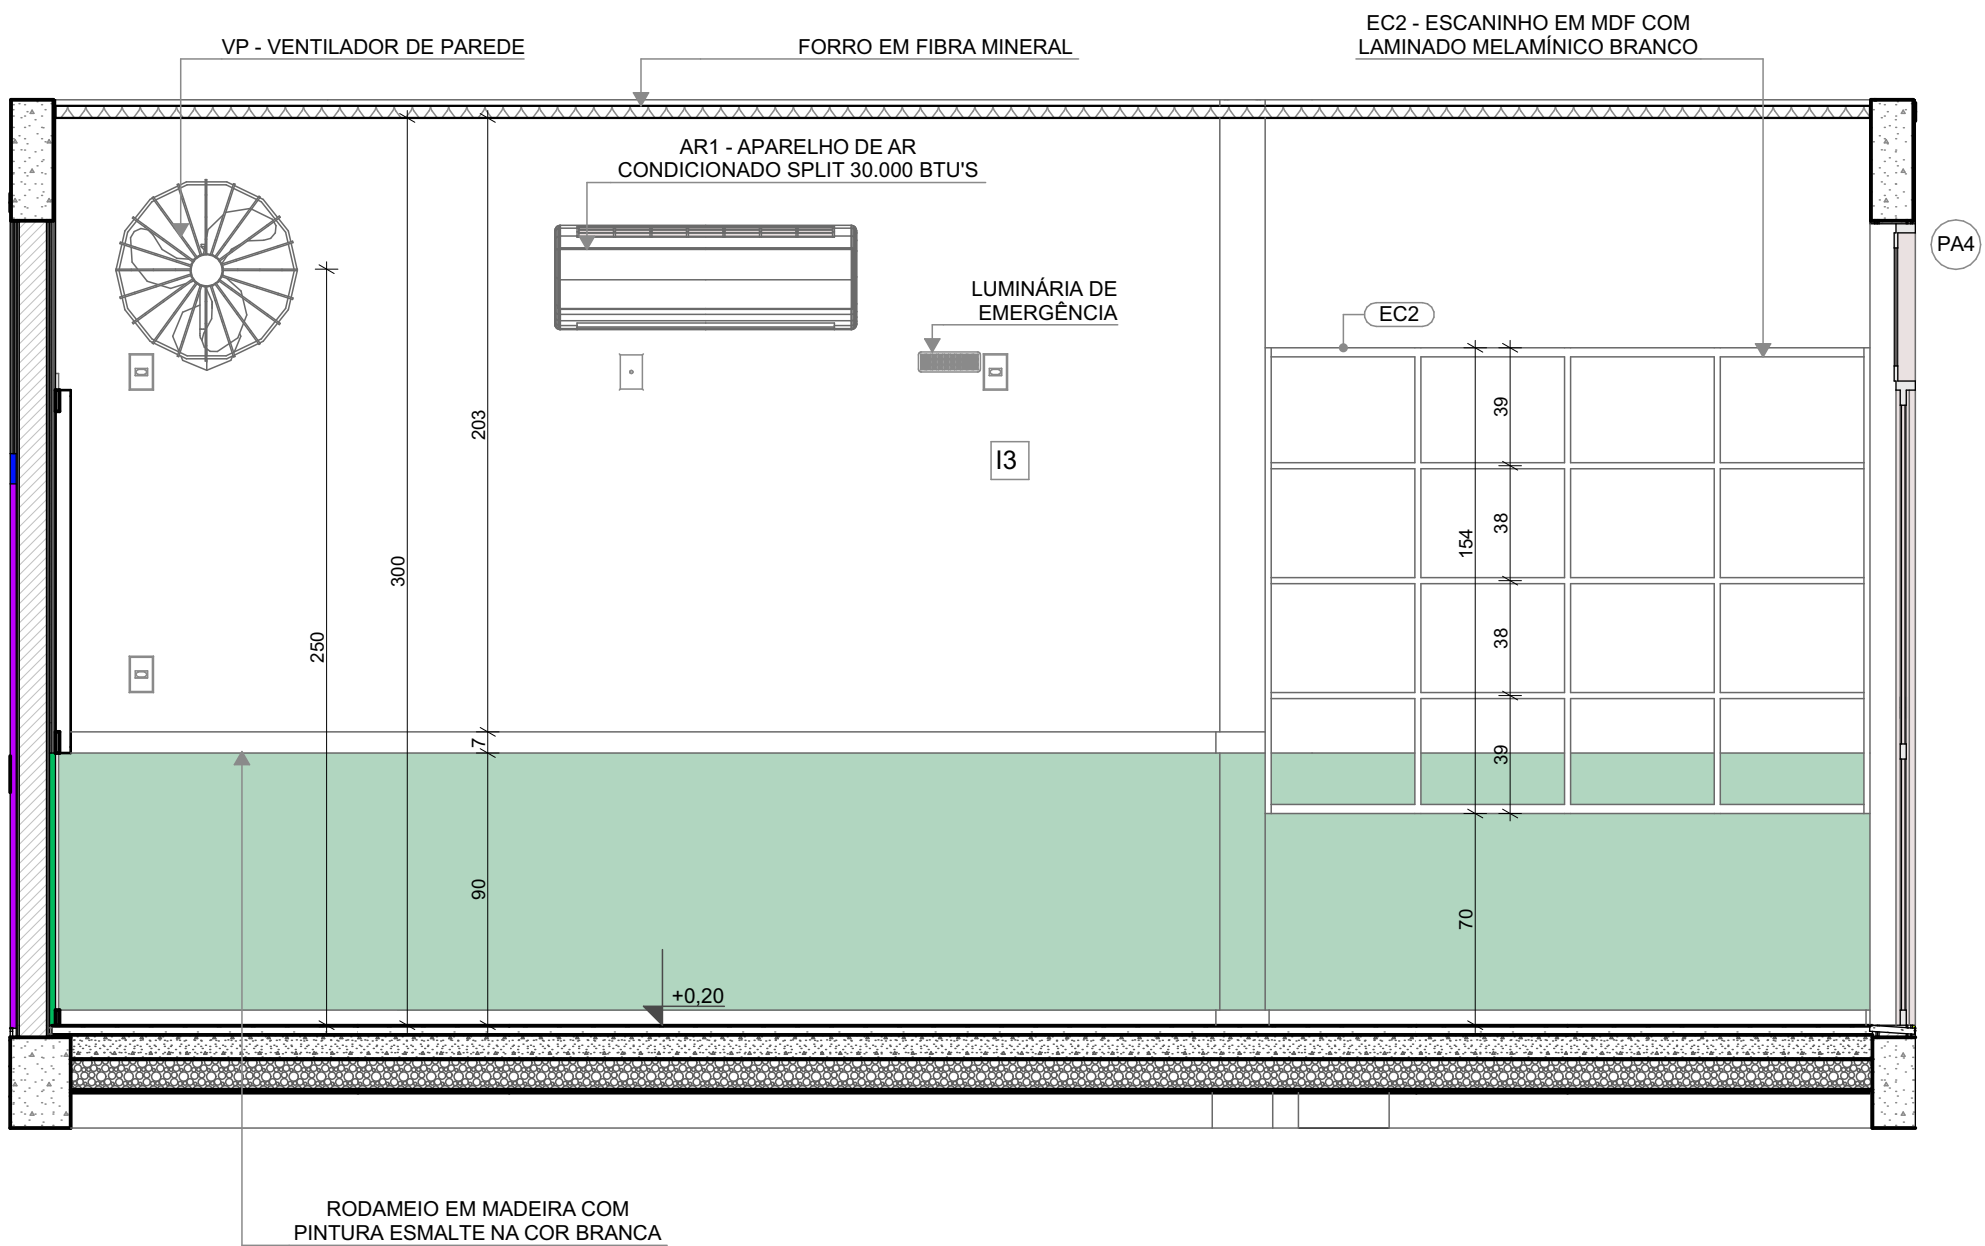 EC2 - ESCANINHO EM MDF COM
LAMINADO MELAMÍNICO BRANCO
VP - VENTILADOR DE PAREDE
FORRO EM FIBRA MINERAL
AR1 - APARELHO DE AR
CONDICIONADO SPLIT 30.000 BTU'S
PA4
LUMINÁRIA DE
EMERGÊNCIA
EC2
39
203
I3
38
154
300
250
38
7
39
90
70
+0,20
RODAMEIO EM MADEIRA COM
PINTURA ESMALTE NA COR BRANCA